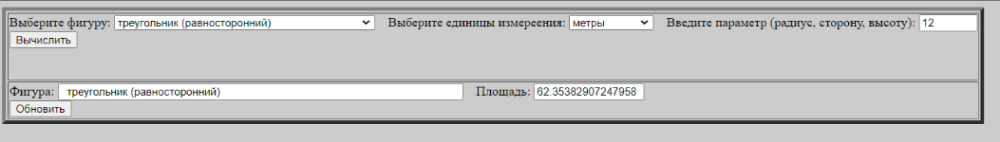 Выберите фигуру: треугольник (равносторонний) Выберите единицы измереения: метры Введите параметр (радиус, сторону, высоту): 12
Вычислить
Фигура: треугольник (равносторонний) Площадь: 62.35382907247958
Обновить